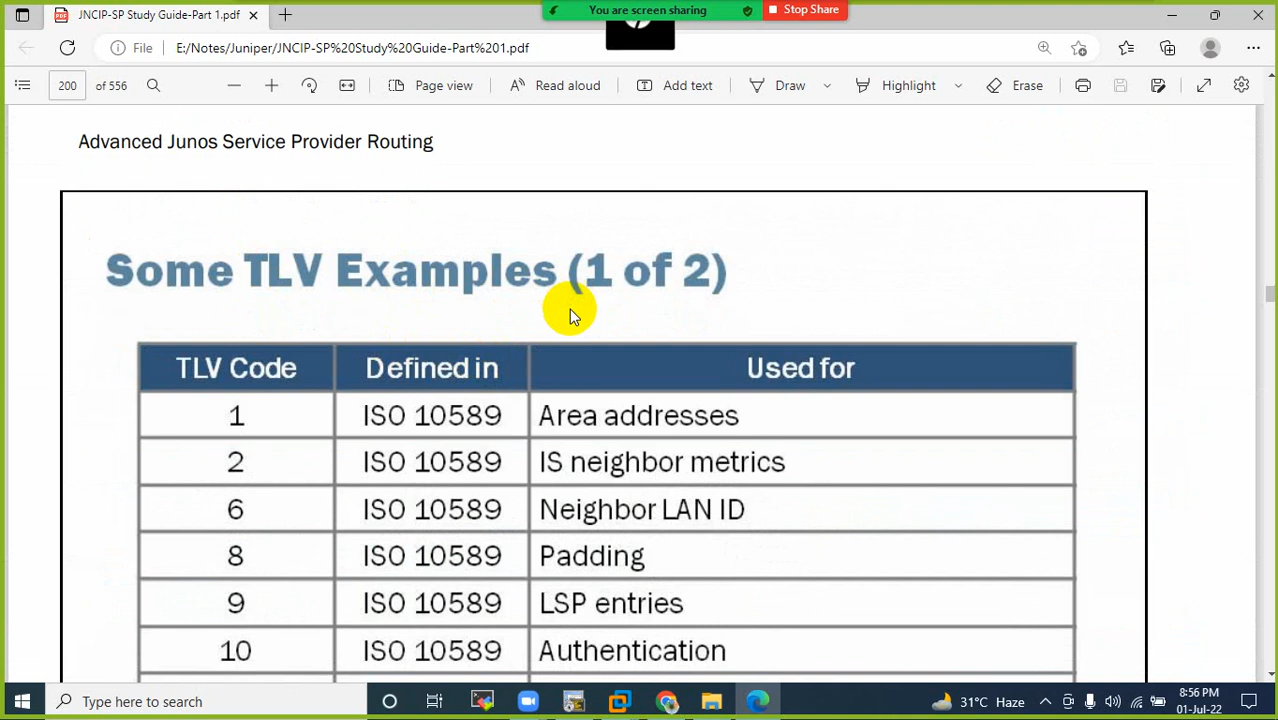 JNCIP-SP Study Guide-Part 1.pdf
You are screen sharing
Stop Share
File
E:/Notes/Juniper/JNCIP-SP%20Study%20Guide-Part%201.pdf
200
of 556
Page view
Read aloud
Add text
Draw
Highlight
Erase
Advanced Junos Service Provider Routing
Some TLV Examples (1 of 2)
TLV Code Defined in Used for
1 ISO 10589 Area addresses
2 ISO 10589 IS neighbor metrics
6 ISO 10589 Neighbor LAN ID
8 ISO 10589 Padding
9 ISO 10589 LSP entries
10 ISO 10589 Authentication
Type here to search
31°C Haze
8:56 PM
01-Jul-22